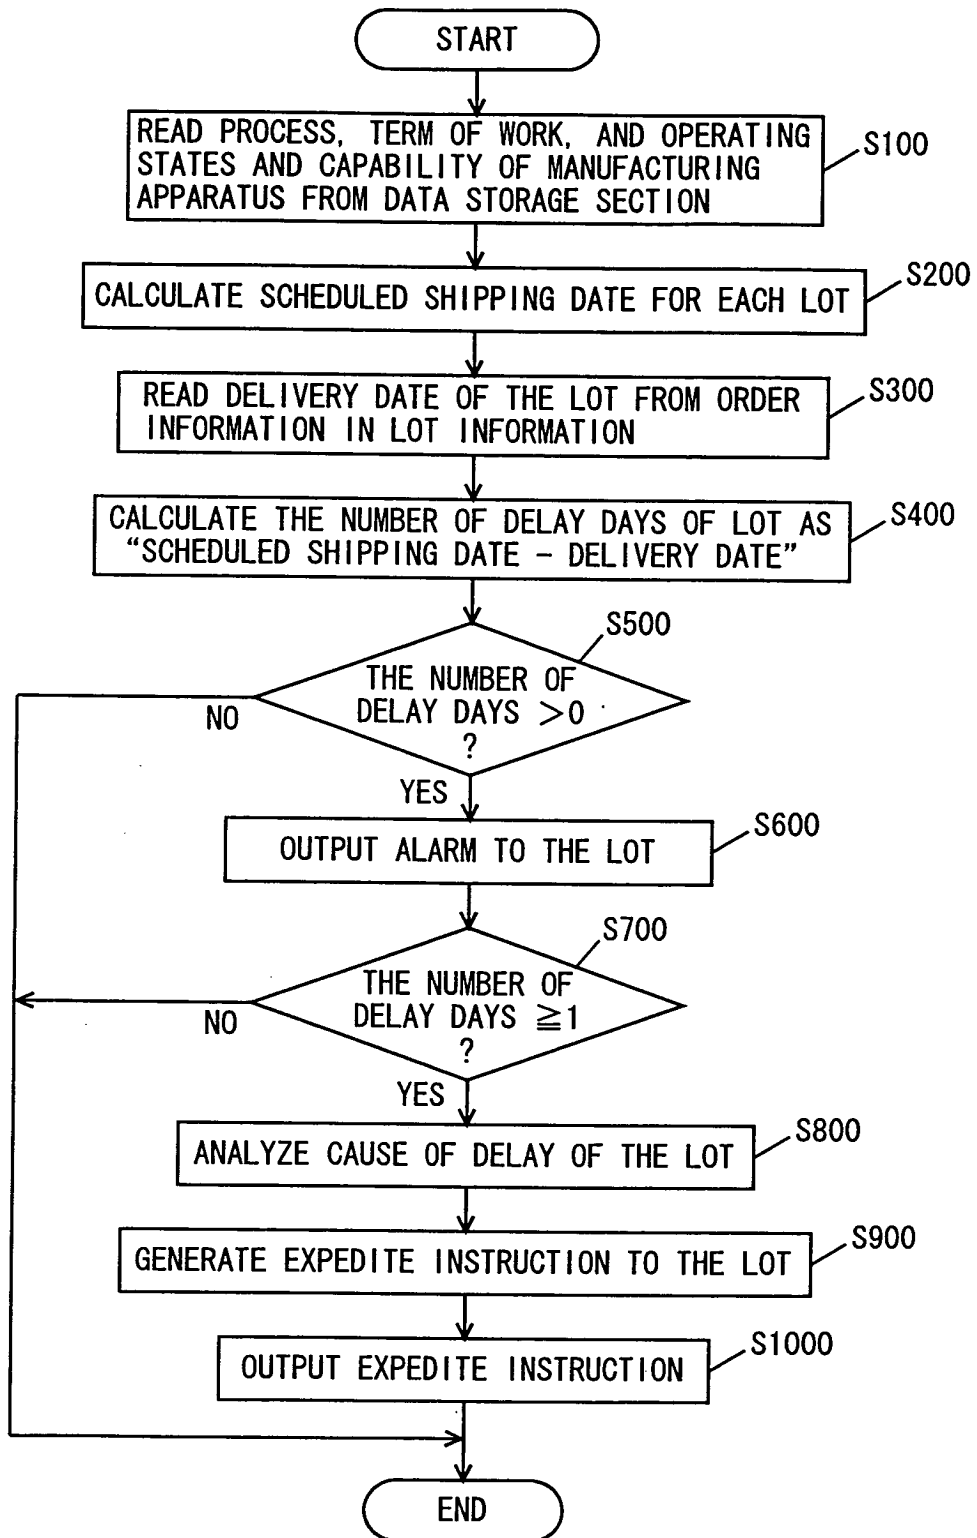 START
READ PROCESS, TERM OF WORK, AND OPERATING
STATES AND CAPABILITY OF MANUFACTURING
APPARATUS FROM DATA STORAGE SECTION
S100
CALCULATE SCHEDULED SHIPPING DATE FOR EACH LOT
S200
READ DELIVERY DATE OF THE LOT FROM ORDER
INFORMATION IN LOT INFORMATION
S300
CALCULATE THE NUMBER OF DELAY DAYS OF LOT AS
“SCHEDULED SHIPPING DATE – DELIVERY DATE”
S400
S500
THE NUMBER OF
DELAY DAYS >0
?
NO
YES
OUTPUT ALARM TO THE LOT
S600
S700
THE NUMBER OF
DELAY DAYS ≧1
?
NO
YES
ANALYZE CAUSE OF DELAY OF THE LOT
S800
GENERATE EXPEDITE INSTRUCTION TO THE LOT
S900
OUTPUT EXPEDITE INSTRUCTION
S1000
END